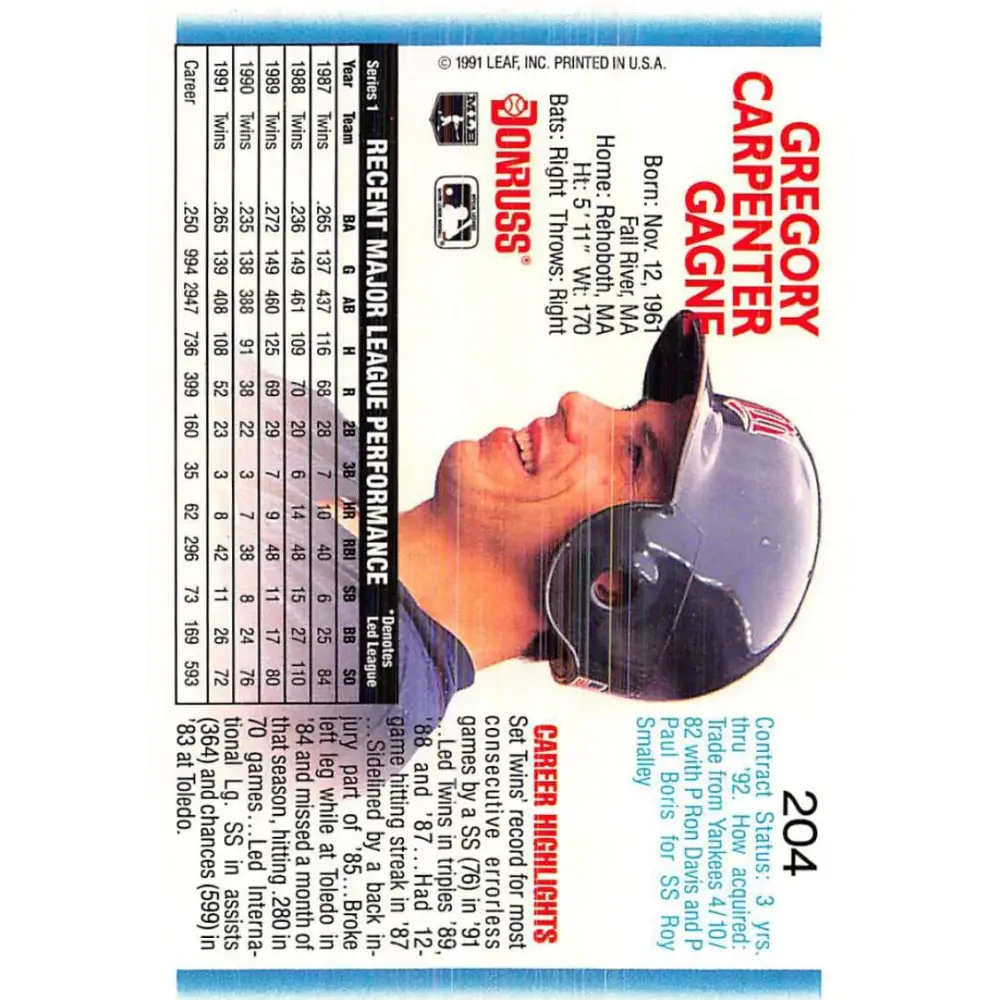 204
GREGORY
CARPENTER
GAGNE
Born: Nov. 12, 1961
Fall River, MA
Home: Rehoboth, MA
Ht: 5'11" Wt: 170
Bats: Right Throws: Right
DONRUSS®
MLB
© 1991 LEAF, INC. PRINTED IN U.S.A.
Contract Status: 3 yrs.
thru '92. How acquired:
Trade from Yankees 4/10/
82 with P Ron Davis and P
Paul Boris for SS Roy
Smalley
CAREER HIGHLIGHTS
Set Twins' record for most
consecutive errorless
games by a SS (76) in '91
...Led Twins in triples '89,
'88 and '87...Had 12-
game hitting streak in '87
...Sidelined by a back in-
jury part of '85...Broke
left leg while at Toledo in
'84 and missed a month of
that season, hitting .280 in
70 games...Led Interna-
tional Lg. SS in assists
(364) and chances (599) in
'83 at Toledo.
Series 1 RECENT MAJOR LEAGUE PERFORMANCE *Denotes
Led League
Year Team BA G AB H R 2B 3B HR RBI SB BB SO
1987 Twins .265 137 437 116 68 28 7 10 40 6 25 84
1988 Twins .236 149 461 109 70 20 6 14 48 15 27 110
1989 Twins .272 149 460 125 69 29 7 9 48 11 17 80
1990 Twins .235 138 388 91 38 22 3 7 38 8 24 76
1991 Twins .265 139 408 108 52 23 3 8 42 11 26 72
Career .250 994 2947 736 399 160 35 62 296 73 169 593